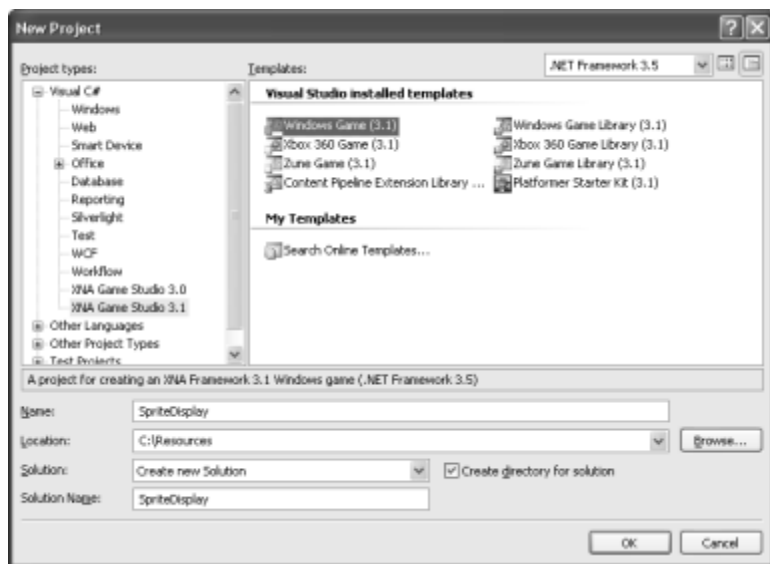 New Project
Project types:
Templates:
.NET Framework 3.5
Visual C#
Windows
Web
Smart Device
Office
Database
Reporting
Silverlight
Test
WCF
Workflow
XNA Game Studio 3.0
XNA Game Studio 3.1
Other Languages
Other Project Types
Test Projects
Visual Studio installed templates
Windows Game (3.1)
Windows Game Library (3.1)
Xbox 360 Game (3.1)
Xbox 360 Game Library (3.1)
Zune Game (3.1)
Zune Game Library (3.1)
Content Pipeline Extension Library ...
Platformer Starter Kit (3.1)
My Templates
Search Online Templates...
A project for creating an XNA Framework 3.1 Windows game (.NET Framework 3.5)
Name:
SpriteDisplay
Location:
C:\Resources
Browse...
Solution:
Create new Solution
Create directory for solution
Solution Name:
SpriteDisplay
OK
Cancel